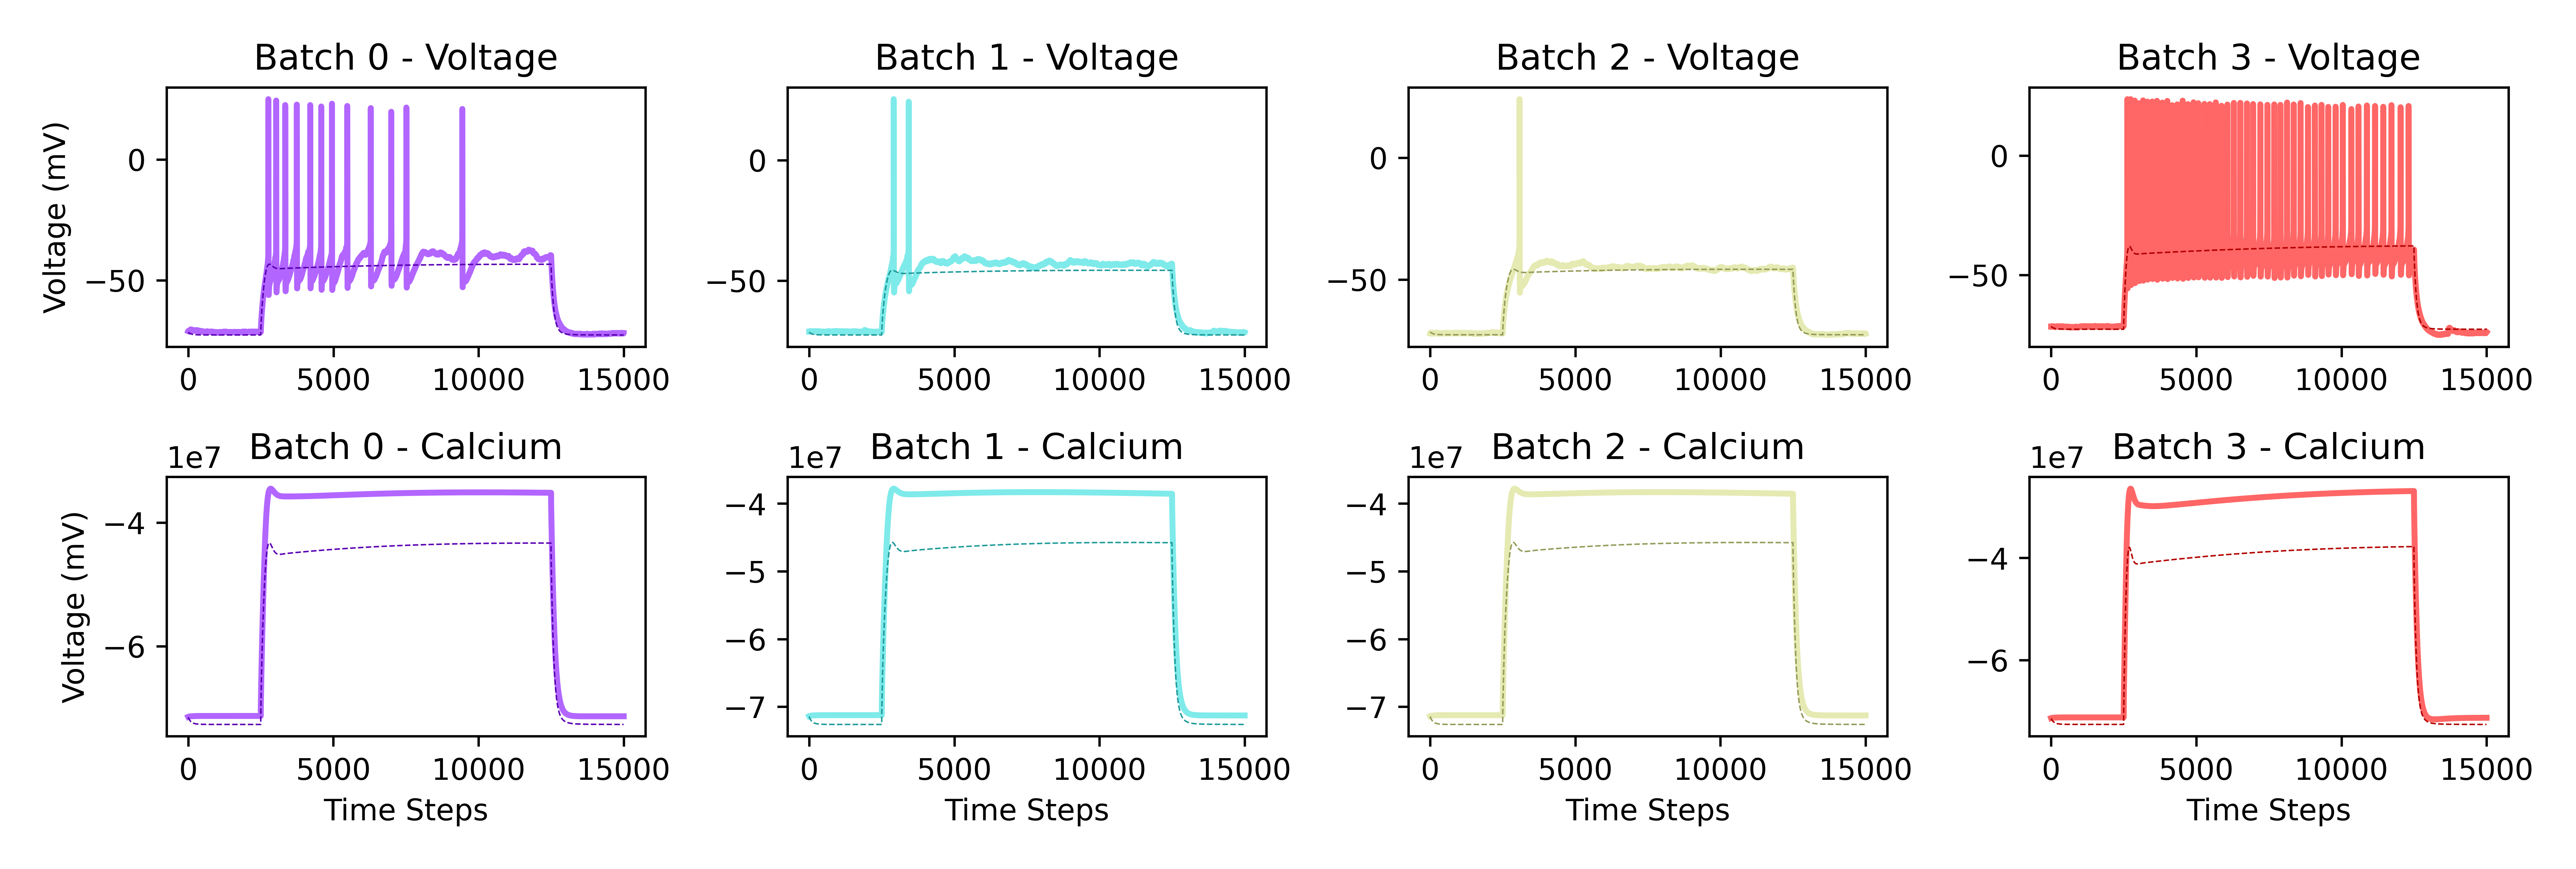 Batch 0 - Voltage
Batch 1 - Voltage
Batch 2 - Voltage
Batch 3 - Voltage
Voltage (mV)
0
−50
0
−50
0
−50
0
−50
0 5000 10000 15000
0 5000 10000 15000
0 5000 10000 15000
0 5000 10000 15000
1e7 Batch 0 - Calcium
1e7 Batch 1 - Calcium
1e7 Batch 2 - Calcium
1e7 Batch 3 - Calcium
Voltage (mV)
−4
−6
−4
−5
−6
−7
−4
−5
−6
−7
−4
−6
0 5000 10000 15000
0 5000 10000 15000
0 5000 10000 15000
0 5000 10000 15000
Time Steps
Time Steps
Time Steps
Time Steps